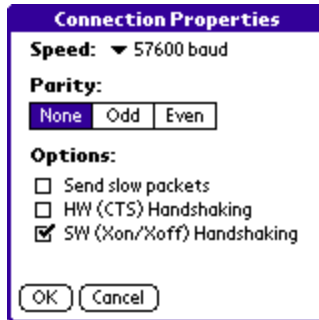 Connection Properties
Speed: 57600 baud
Parity:
None Odd Even
Options:
Send slow packets
HW (CTS) Handshaking
SW (Xon/Xoff) Handshaking
OK Cancel